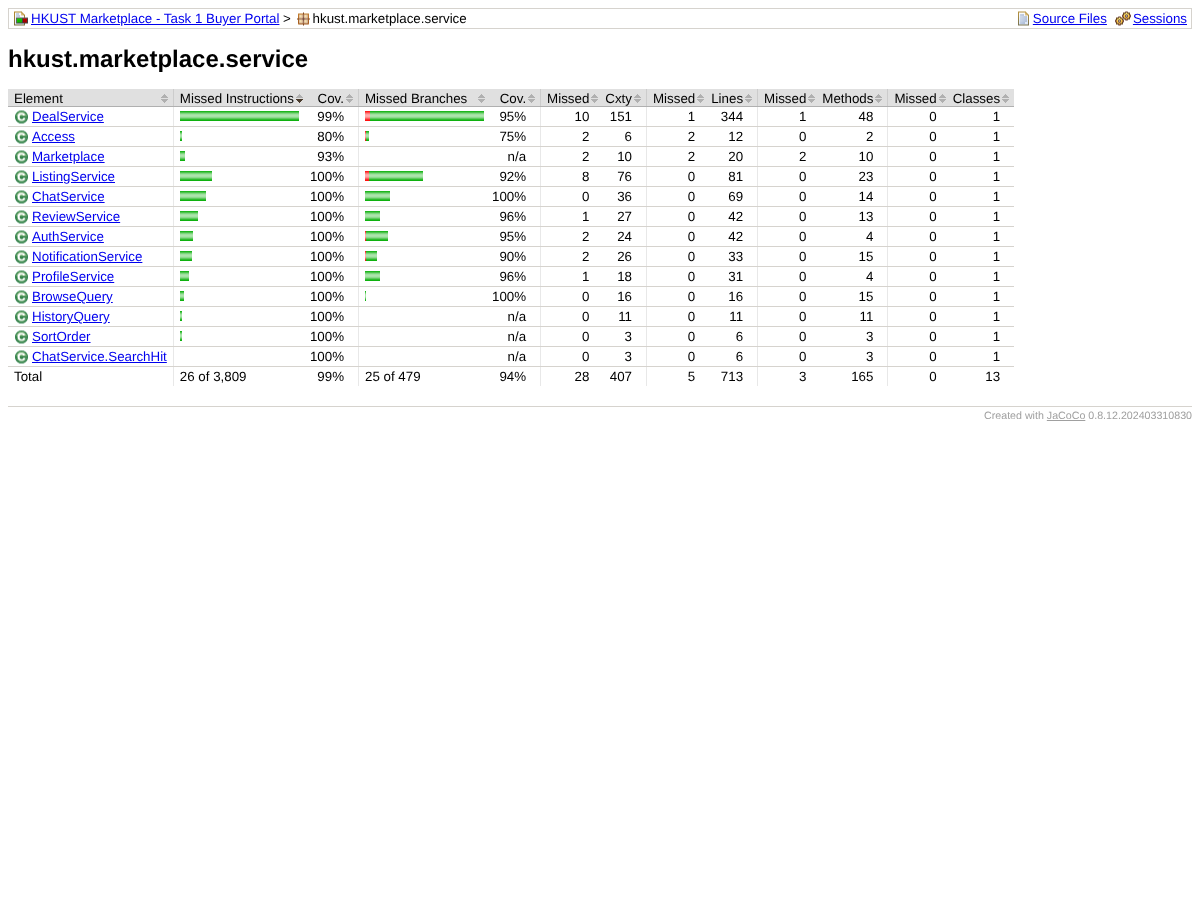 HKUST Marketplace - Task 1 Buyer Portal > hkust.marketplace.service Source Files Sessions
hkust.marketplace.service
Element Missed Instructions Cov. Missed Branches Cov. Missed Cxty Missed Lines Missed Methods Missed Classes
DealService 99% 95% 10 151 1 344 1 48 0 1
Access 80% 75% 2 6 2 12 0 2 0 1
Marketplace 93% n/a 2 10 2 20 2 10 0 1
ListingService 100% 92% 8 76 0 81 0 23 0 1
ChatService 100% 100% 0 36 0 69 0 14 0 1
ReviewService 100% 96% 1 27 0 42 0 13 0 1
AuthService 100% 95% 2 24 0 42 0 4 0 1
NotificationService 100% 90% 2 26 0 33 0 15 0 1
ProfileService 100% 96% 1 18 0 31 0 4 0 1
BrowseQuery 100% 100% 0 16 0 16 0 15 0 1
HistoryQuery 100% n/a 0 11 0 11 0 11 0 1
SortOrder 100% n/a 0 3 0 6 0 3 0 1
ChatService.SearchHit 100% n/a 0 3 0 6 0 3 0 1
Total 26 of 3,809 99% 25 of 479 94% 28 407 5 713 3 165 0 13
Created with JaCoCo 0.8.12.202403310830